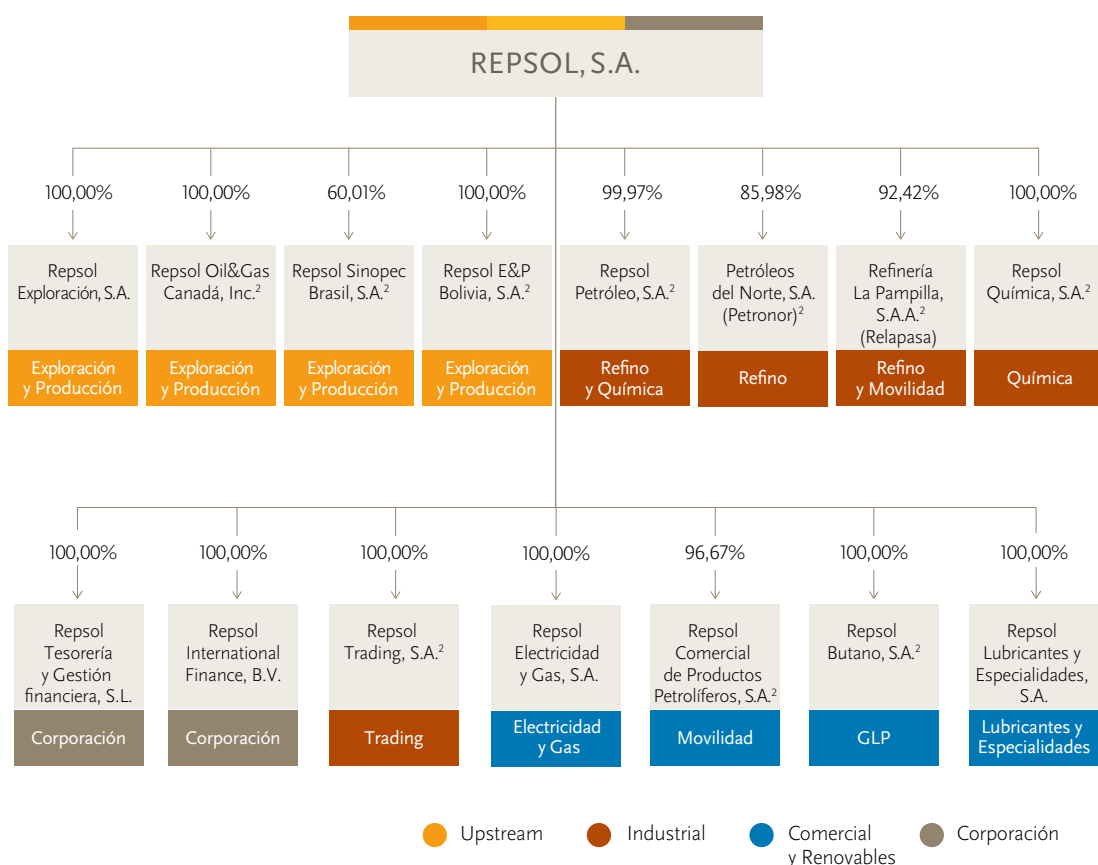 REPSOL, S.A.
100,00%
100,00%
60,01%
100,00%
99,97%
85,98%
92,42%
100,00%
Repsol
Exploración, S.A.
Exploración
y Producción
Repsol Oil&Gas
Canadá, Inc.²
Exploración
y Producción
Repsol Sinopec
Brasil, S.A.²
Exploración
y Producción
Repsol E&P
Bolivia, S.A.²
Exploración
y Producción
Repsol
Petróleo, S.A.²
Refino
y Química
Petróleos
del Norte, S.A.
(Petronor)²
Refino
Refinería
La Pampilla,
S.A.A.²
(Relapasa)
Refino
y Movilidad
Repsol
Química, S.A.²
Química
100,00%
100,00%
100,00%
100,00%
96,67%
100,00%
100,00%
Repsol
Tesorería
y Gestión
financiera, S.L.
Corporación
Repsol
International
Finance, B.V.
Corporación
Repsol
Trading, S.A.²
Trading
Repsol
Electricidad
y Gas, S.A.
Electricidad
y Gas
Repsol
Comercial
de Productos
Petrolíferos, S.A.²
Movilidad
Repsol
Butano, S.A.²
GLP
Repsol
Lubricantes y
Especialidades,
S.A.
Lubricantes y
Especialidades
Upstream
Industrial
Comercial
y Renovables
Corporación